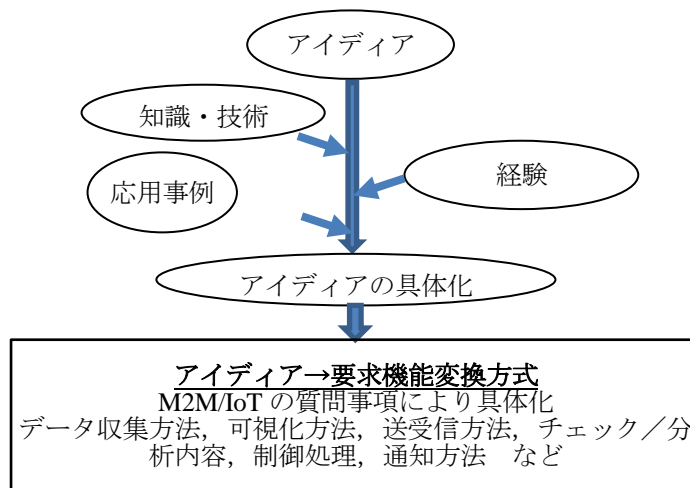 アイディア
知識・技術
経験
応用事例
アイディアの具体化
アイディア→要求機能変換方式
M2M/IoT の質問事項により具体化
データ収集方法，可視化方法，送受信方法，チェック／分
析内容，制御処理，通知方法　など